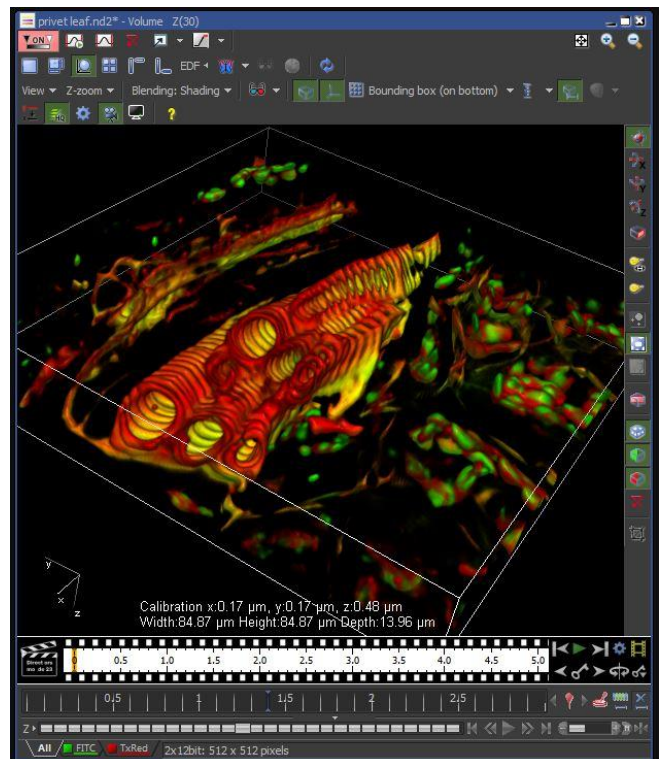 privet leaf.nd2* - Volume Z(30)
ON
EDF
View Z-zoom Blending: Shading Bounding box (on bottom)
X
Y
Z
y
x
z
Calibration x:0.17 µm, y:0.17 µm, z:0.48 µm
Width:84.87 µm Height:84.87 µm Depth:13.96 µm
0 0.5 1.0 1.5 2.0 2.5 3.0 3.5 4.0 4.5 5.0
0.5 1 1.5 2 2.5
Z
All FITC TxRed 2x12bit: 512 x 512 pixels